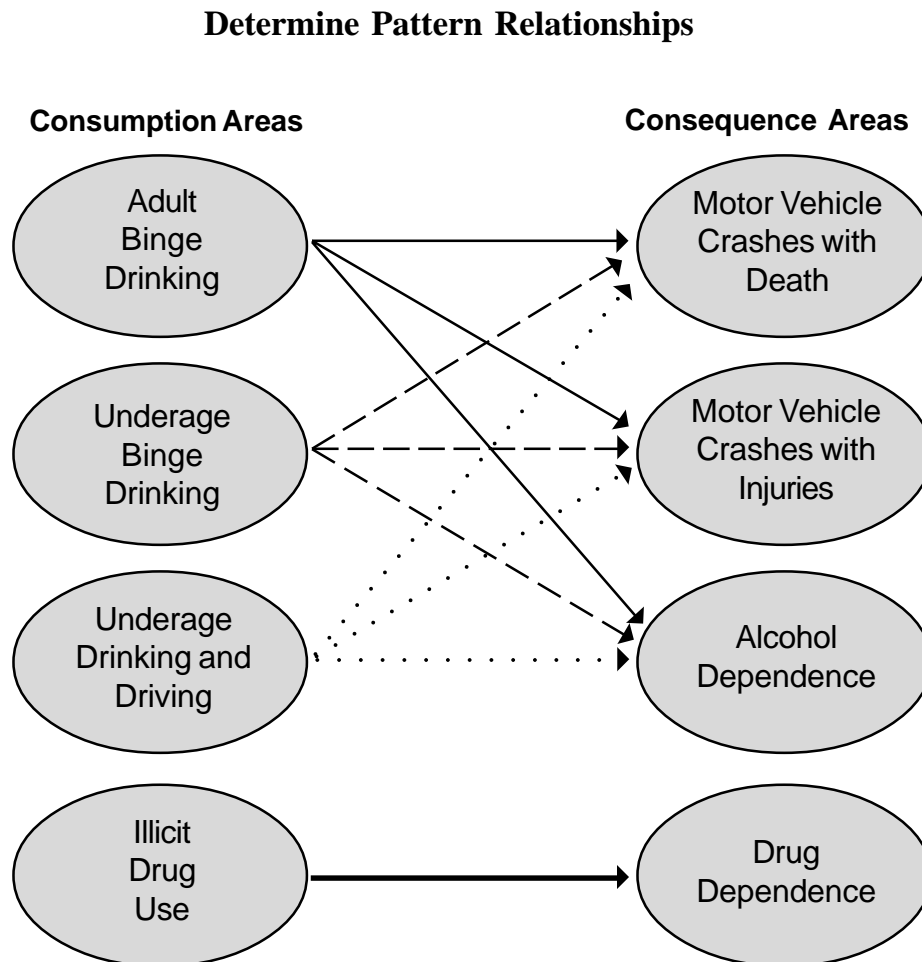 Determine Pattern Relationships
Consumption Areas
Consequence Areas
Adult
Binge
Drinking
Motor Vehicle
Crashes with
Death
Underage
Binge
Drinking
Motor Vehicle
Crashes with
Injuries
Underage
Drinking and
Driving
Alcohol
Dependence
Illicit
Drug
Use
Drug
Dependence